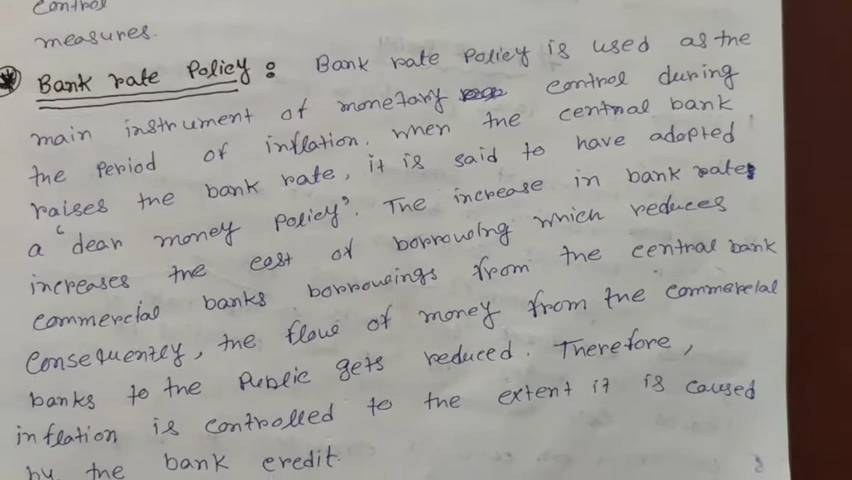 control
measures.
Bank rate Policy : Bank rate Policy is used as the
main instrument of monetary control during
the Period of inflation. When the central bank
raises the bank rate, it is said to have adopted
a "dear money Policy". The increase in bank rate
increases the cost of borrowing which reduces
commercial banks borrowings from the central bank
Consequently, the flow of money from the commercial
banks to the Public gets reduced. Therefore,
inflation is controlled to the extent it is caused
by the bank credit.